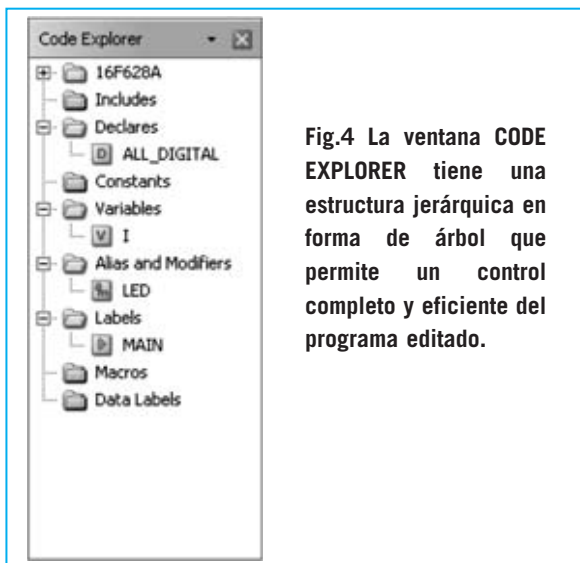 Code Explorer
16F628A
Includes
Declares
D ALL_DIGITAL
Constants
Variables
V I
Alias and Modifiers
LED
Labels
MAIN
Macros
Data Labels
Fig.4 La ventana CODE
EXPLORER tiene una
estructura jerárquica en
forma de árbol que
permite un control
completo y eficiente del
programa editado.